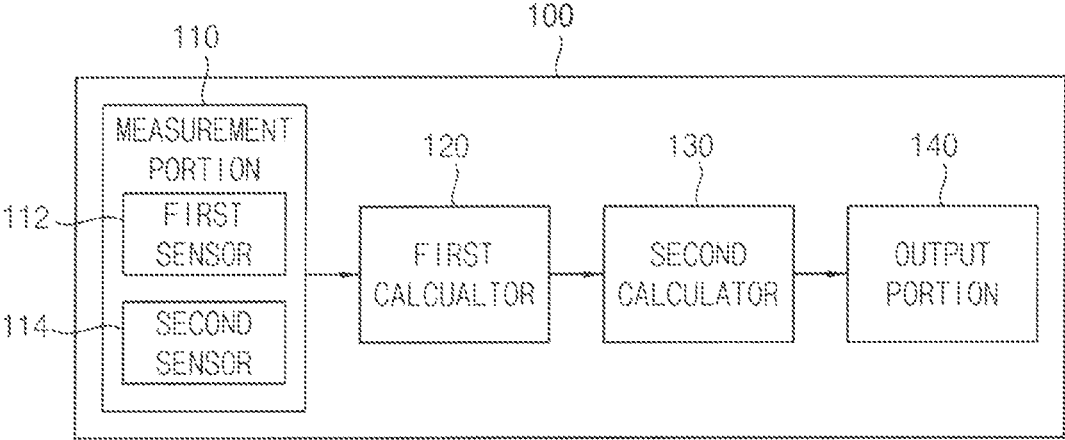 100
110
MEASUREMENT
PORTION
112
FIRST
SENSOR
114
SECOND
SENSOR
120
FIRST
CALCUALTOR
130
SECOND
CALCULATOR
140
OUTPUT
PORTION